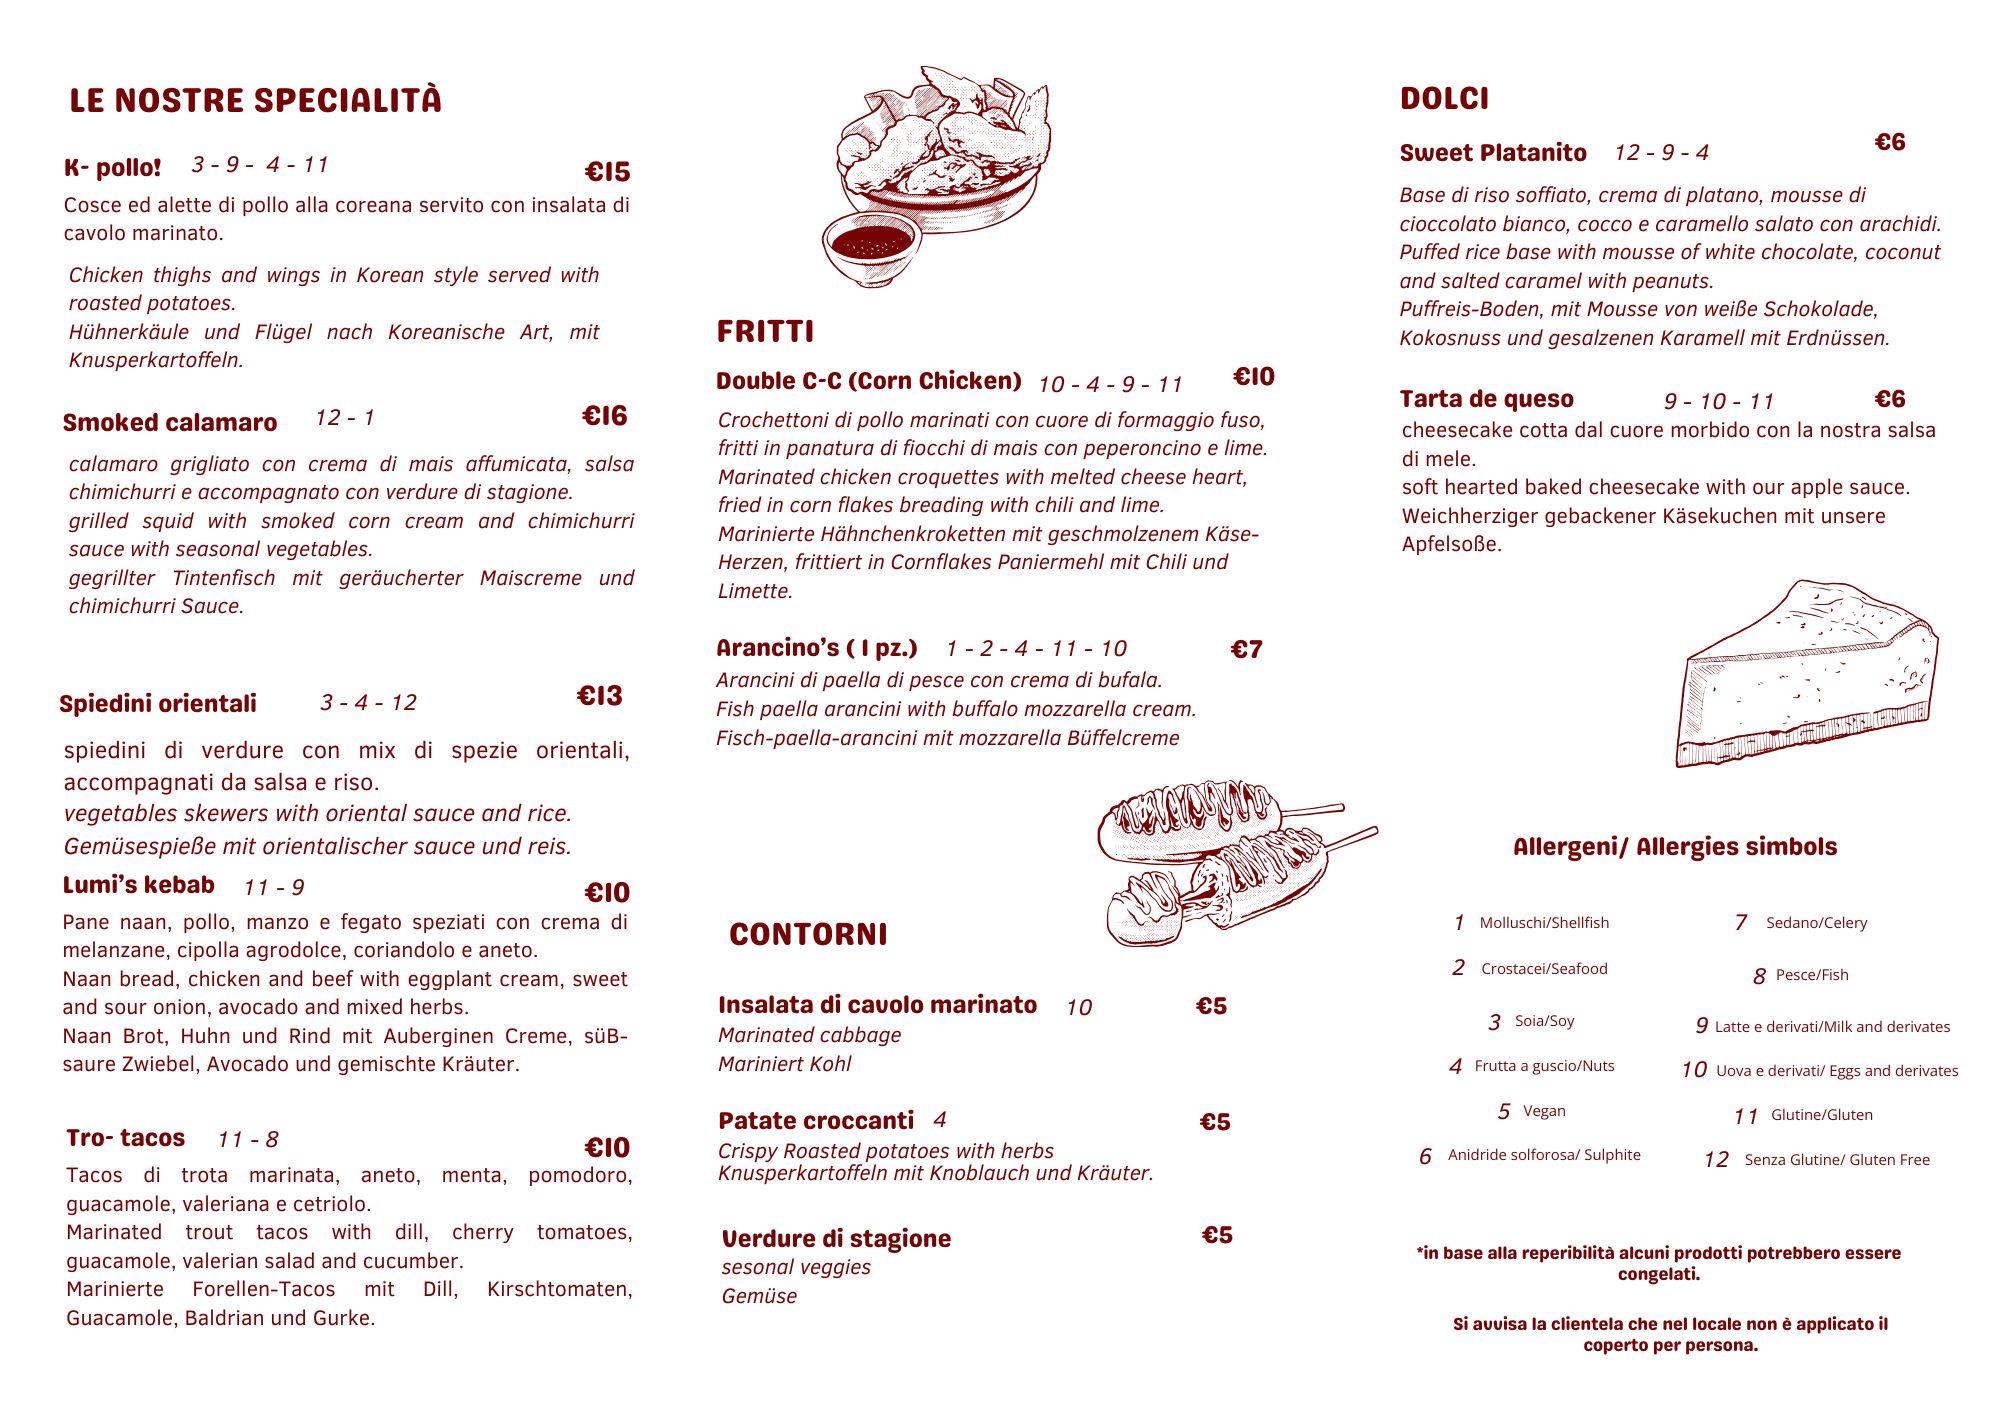 LE NOSTRE SPECIALITÀ
K- pollo! 3 - 9 - 4 - 11 €15
Cosce ed alette di pollo alla coreana servito con insalata di
cavolo marinato.
Chicken thighs and wings in Korean style served with
roasted potatoes.
Hühnerkäule und Flügel nach Koreanische Art, mit
Knusperkartoffeln.
Smoked calamaro 12 - 1 €16
calamaro grigliato con crema di mais affumicata, salsa
chimichurri e accompagnato con verdure di stagione.
grilled squid with smoked corn cream and chimichurri
sauce with seasonal vegetables.
gegrillter Tintenfisch mit geräucherter Maiscreme und
chimichurri Sauce.
Spiedini orientali 3 - 4 - 12 €13
spiedini di verdure con mix di spezie orientali,
accompagnati da salsa e riso.
vegetables skewers with oriental sauce and rice.
Gemüsespieße mit orientalischer sauce und reis.
Lumi's kebab 11 - 9 €10
Pane naan, pollo, manzo e fegato speziati con crema di
melanzane, cipolla agrodolce, coriandolo e aneto.
Naan bread, chicken and beef with eggplant cream, sweet
and sour onion, avocado and mixed herbs.
Naan Brot, Huhn und Rind mit Auberginen Creme, süB-
saure Zwiebel, Avocado und gemischte Kräuter.
Tro- tacos 11 - 8 €10
Tacos di trota marinata, aneto, menta, pomodoro,
guacamole, valeriana e cetriolo.
Marinated trout tacos with dill, cherry tomatoes,
guacamole, valerian salad and cucumber.
Marinierte Forellen-Tacos mit Dill, Kirschtomaten,
Guacamole, Baldrian und Gurke.
FRITTI
Double C-C (Corn Chicken) 10 - 4 - 9 - 11 €10
Crochettoni di pollo marinati con cuore di formaggio fuso,
fritti in panatura di fiocchi di mais con peperoncino e lime.
Marinated chicken croquettes with melted cheese heart,
fried in corn flakes breading with chili and lime.
Marinierte Hähnchenkroketten mit geschmolzenem Käse-
Herzen, frittiert in Cornflakes Paniermehl mit Chili und
Limette.
Arancino's ( 1 pz.) 1 - 2 - 4 - 11 - 10 €7
Arancini di paella di pesce con crema di bufala.
Fish paella arancini with buffalo mozzarella cream.
Fisch-paella-arancini mit mozzarella Büffelcreme
CONTORNI
Insalata di cavolo marinato 10 €5
Marinated cabbage
Mariniert Kohl
Patate croccanti 4 €5
Crispy Roasted potatoes with herbs
Knusperkartoffeln mit Knoblauch und Kräuter.
Verdure di stagione €5
sesonal veggies
Gemüse
DOLCI
Sweet Platanito 12 - 9 - 4 €6
Base di riso soffiato, crema di platano, mousse di
cioccolato bianco, cocco e caramello salato con arachidi.
Puffed rice base with mousse of white chocolate, coconut
and salted caramel with peanuts.
Puffreis-Boden, mit Mousse von weiße Schokolade,
Kokosnuss und gesalzenen Karamell mit Erdnüssen.
Tarta de queso 9 - 10 - 11 €6
cheesecake cotta dal cuore morbido con la nostra salsa
di mele.
soft hearted baked cheesecake with our apple sauce.
Weichherziger gebackener Käsekuchen mit unsere
Apfelsoße.
Allergeni/ Allergies simbols
1 Molluschi/Shellfish
2 Crostacei/Seafood
3 Soia/Soy
4 Frutta a guscio/Nuts
5 Vegan
6 Anidride solforosa/ Sulphite
7 Sedano/Celery
8 Pesce/Fish
9 Latte e derivati/Milk and derivates
10 Uova e derivati/ Eggs and derivates
11 Glutine/Gluten
12 Senza Glutine/ Gluten Free
*in base alla reperibilità alcuni prodotti potrebbero essere
congelati.
Si avvisa la clientela che nel locale non è applicato il
coperto per persona.